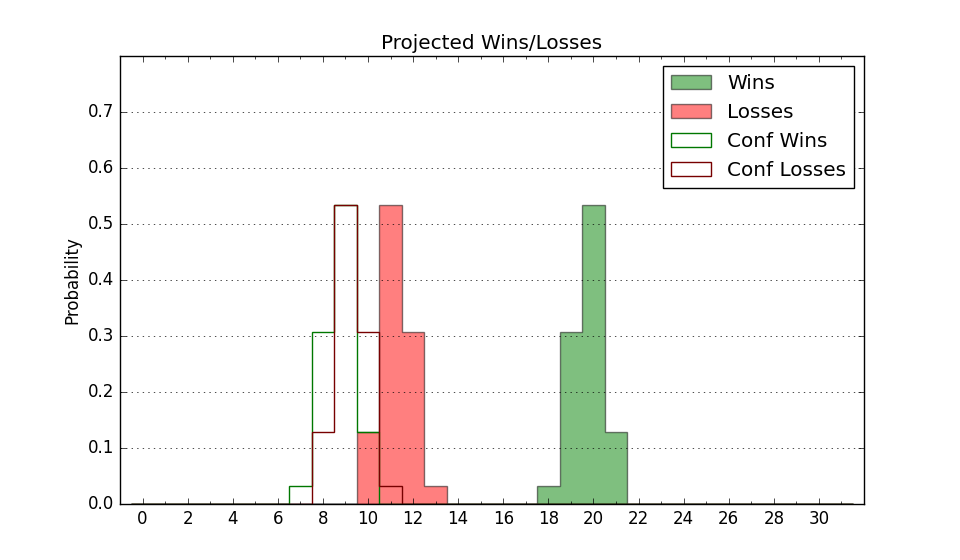 Projected Wins/Losses
Wins
Losses
Conf Wins
Conf Losses
Probability
0.7
0.6
0.5
0.4
0.3
0.2
0.1
0.0
0 2 4 6 8 10 12 14 16 18 20 22 24 26 28 30